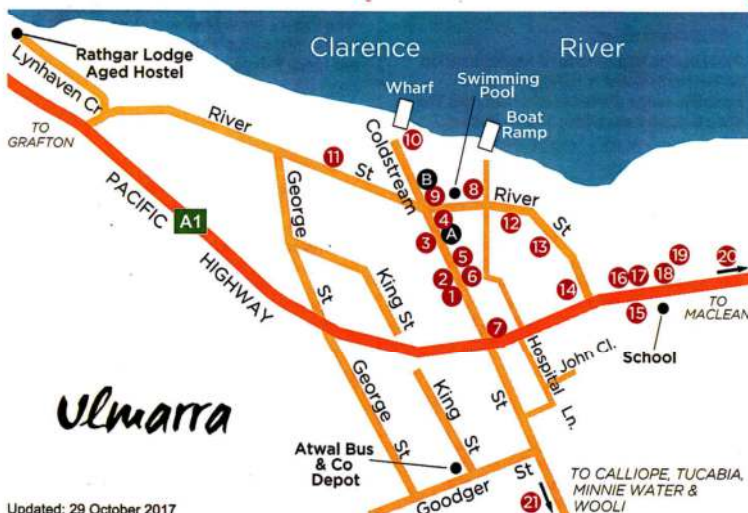 Clarence River
Rathgar Lodge
Aged Hostel
Lynhaven Cr
Wharf
Swimming
Pool
Boat
Ramp
TO
GRAFTON
River
St
11
10
Coldstream
B
9
8
River
St
4
A
12
3
13
5
2
6
1
George
St
King St
PACIFIC
A1
HIGHWAY
7
14
16
17
18
19
20
15
TO
MACLEAN
School
John Cl.
Hospital
Ln.
St
George
St
King
St
Ulmarra
Atwal Bus
& Co
Depot
Goodger
St
21
TO CALLIOPE, TUCABIA,
MINNIE WATER &
WOOLI
Updated: 29 October 2017